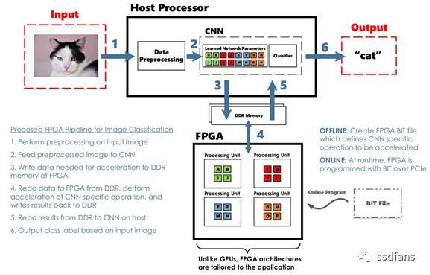 Input
Host Processor
Output
CNN
1
Data
Preprocessing
2
Learned Network Parameters
Classifier
6
"cat"
3
5
DDR Memory
4
FPGA
Processing Unit
Processing Unit
Processing Unit
Processing Unit
Proposed FPGA Pipeline for Image Classification
1. Perform preprocessing on input image
2. Feed preprocessed image to CNN
3. Write data needed for acceleration to DDR
memory of FPGA
4. Read data to FPGA from DDR, perform
acceleration of CNN specific operation, and
writes results back to DDR
5. Read results from DDR to CNN on host
6. Output class label based on input image
OFFLINE: Create FPGA BIT file
which defines CNN specific
operation to be accelerated
ONLINE: At runtime, FPGA is
programmed with BIT over PCIe
Online Program
BIT File
Unlike GPUs, FPGA architectures
are tailored to the application
ssdfans